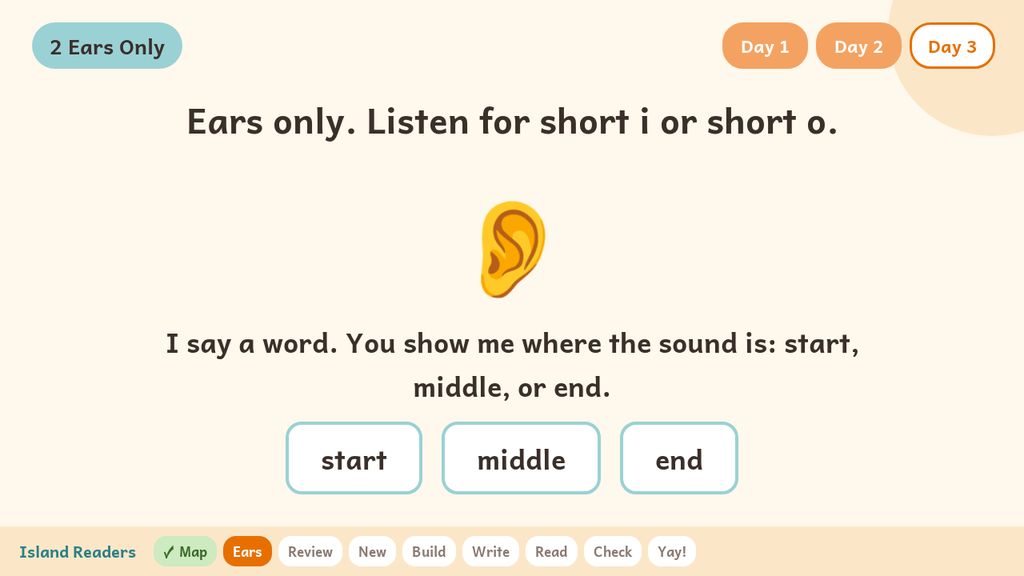 2 Ears Only
Day 1
Day 2
Day 3
Ears only. Listen for short i or short o.
I say a word. You show me where the sound is: start,
middle, or end.
start
middle
end
Island Readers
✓ Map
Ears
Review
New
Build
Write
Read
Check
Yay!